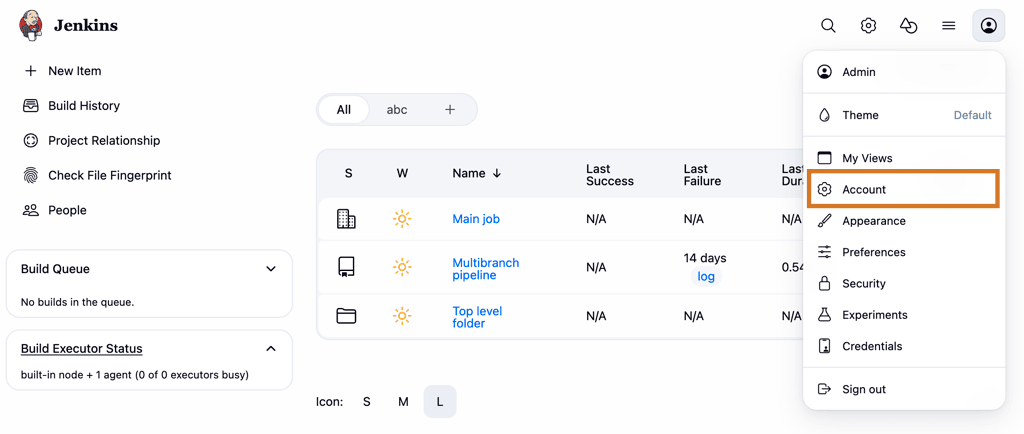 Jenkins
New Item
Build History
Project Relationship
Check File Fingerprint
People
Build Queue
No builds in the queue.
Build Executor Status
built-in node + 1 agent (0 of 0 executors busy)
All abc +
S W Name ↓ Last Success Last Failure Last
Main job N/A N/A N/A
Multibranch pipeline N/A 14 days log 0.54
Top level folder N/A N/A N/A
Icon: S M L
Admin
Theme Default
My Views
Account
Appearance
Preferences
Security
Experiments
Credentials
Sign out